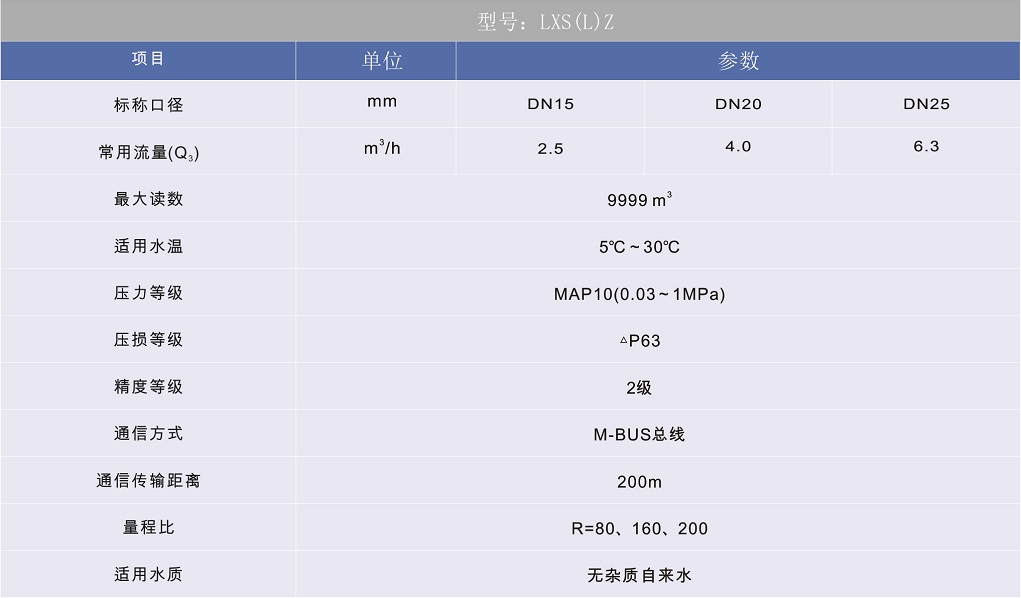 型号：LXS(L)Z
项目 单位 参数
标称口径 mm DN15 DN20 DN25
常用流量(Q₃) m³/h 2.5 4.0 6.3
最大读数 9999 m³
适用水温 5℃～30℃
压力等级 MAP10(0.03～1MPa)
压损等级 △P63
精度等级 2级
通信方式 M-BUS总线
通信传输距离 200m
量程比 R=80、160、200
适用水质 无杂质自来水